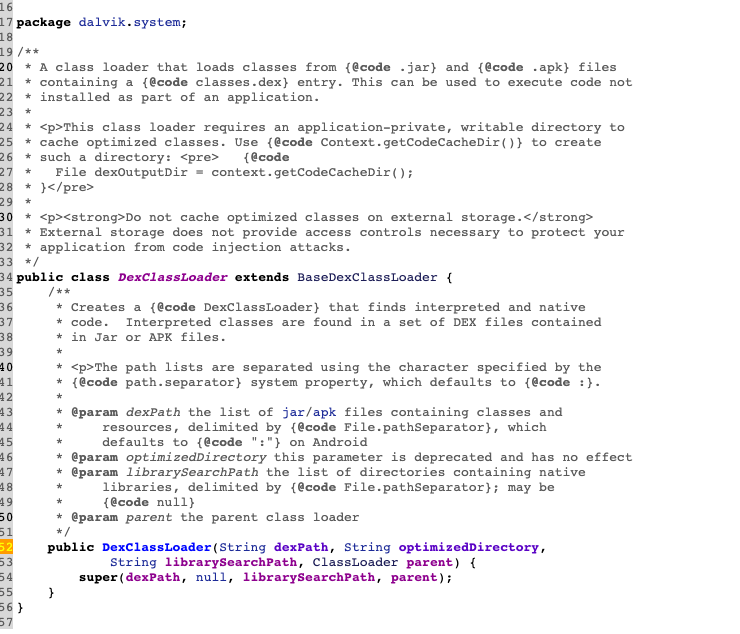 16
17 package dalvik.system;
18
19 /**
20  * A class loader that loads classes from {@code .jar} and {@code .apk} files
21  * containing a {@code classes.dex} entry. This can be used to execute code not
22  * installed as part of an application.
23  *
24  * <p>This class loader requires an application-private, writable directory to
25  * cache optimized classes. Use {@code Context.getCodeCacheDir()} to create
26  * such a directory: <pre>   {@code
27  *   File dexOutputDir = context.getCodeCacheDir();
28  * }</pre>
29  *
30  * <p><strong>Do not cache optimized classes on external storage.</strong>
31  * External storage does not provide access controls necessary to protect your
32  * application from code injection attacks.
33  */
34 public class DexClassLoader extends BaseDexClassLoader {
35     /**
36      * Creates a {@code DexClassLoader} that finds interpreted and native
37      * code.  Interpreted classes are found in a set of DEX files contained
38      * in Jar or APK files.
39      *
40      * <p>The path lists are separated using the character specified by the
41      * {@code path.separator} system property, which defaults to {@code :}.
42      *
43      * @param dexPath the list of jar/apk files containing classes and
44      *     resources, delimited by {@code File.pathSeparator}, which
45      *     defaults to {@code ":"} on Android
46      * @param optimizedDirectory this parameter is deprecated and has no effect
47      * @param librarySearchPath the list of directories containing native
48      *     libraries, delimited by {@code File.pathSeparator}; may be
49      *     {@code null}
50      * @param parent the parent class loader
51      */
52     public DexClassLoader(String dexPath, String optimizedDirectory,
53             String librarySearchPath, ClassLoader parent) {
54         super(dexPath, null, librarySearchPath, parent);
55     }
56 }
57